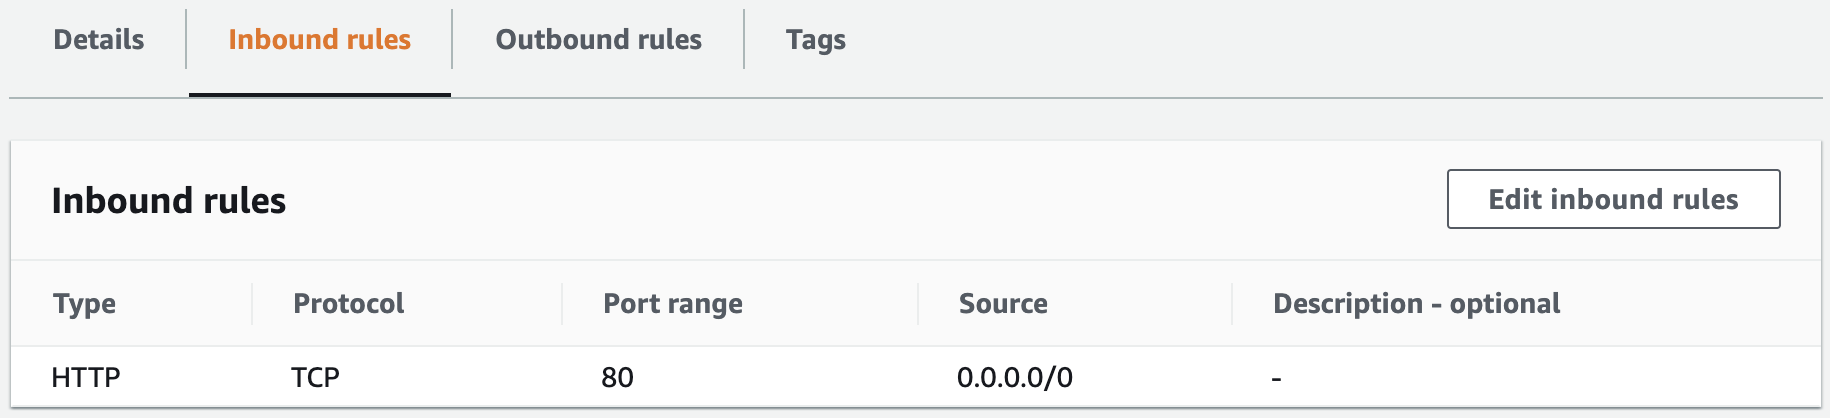 Details Inbound rules Outbound rules Tags
Inbound rules Edit inbound rules
Type Protocol Port range Source Description - optional
HTTP TCP 80 0.0.0.0/0 -